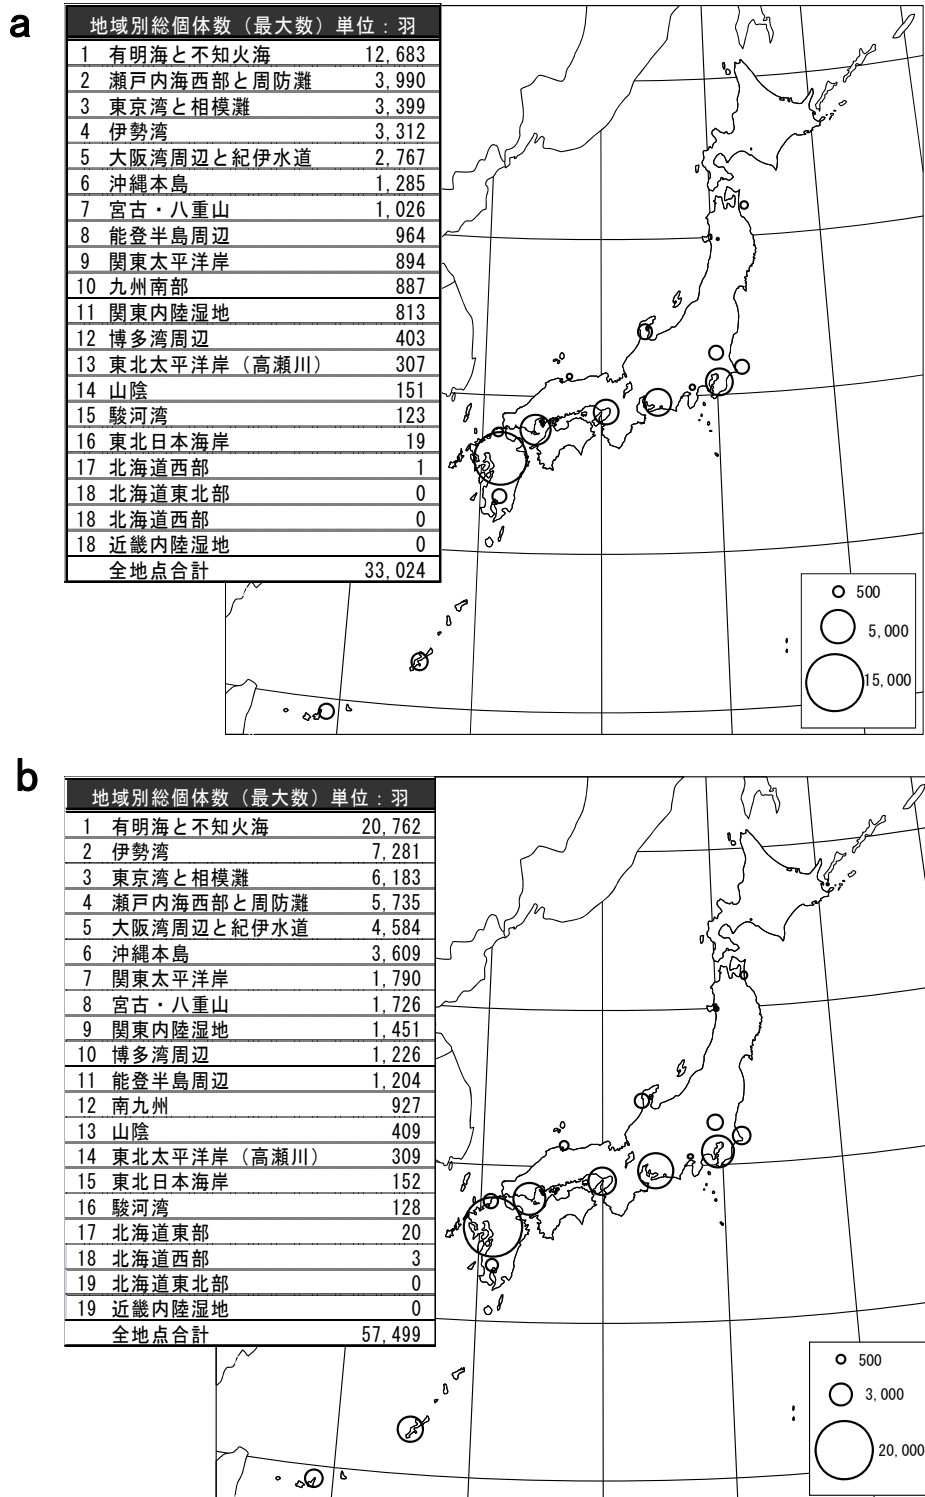 a
地域別総個体数（最大数）単位：羽
1 有明海と不知火海 12,683
2 瀬戸内海西部と周防灘 3,990
3 東京湾と相模灘 3,399
4 伊勢湾 3,312
5 大阪湾周辺と紀伊水道 2,767
6 沖縄本島 1,285
7 宮古・八重山 1,026
8 能登半島周辺 964
9 関東太平洋岸 894
10 九州南部 887
11 関東内陸湿地 813
12 博多湾周辺 403
13 東北太平洋岸（高瀬川） 307
14 山陰 151
15 駿河湾 123
16 東北日本海岸 19
17 北海道西部 1
18 北海道東北部 0
18 北海道西部 0
18 近畿内陸湿地 0
全地点合計 33,024
500
5,000
15,000
b
地域別総個体数（最大数）単位：羽
1 有明海と不知火海 20,762
2 伊勢湾 7,281
3 東京湾と相模灘 6,183
4 瀬戸内海西部と周防灘 5,735
5 大阪湾周辺と紀伊水道 4,584
6 沖縄本島 3,609
7 関東太平洋岸 1,790
8 宮古・八重山 1,726
9 関東内陸湿地 1,451
10 博多湾周辺 1,226
11 能登半島周辺 1,204
12 南九州 927
13 山陰 409
14 東北太平洋岸（高瀬川） 309
15 東北日本海岸 152
16 駿河湾 128
17 北海道東部 20
18 北海道西部 3
19 北海道東北部 0
19 近畿内陸湿地 0
全地点合計 57,499
500
3,000
20,000